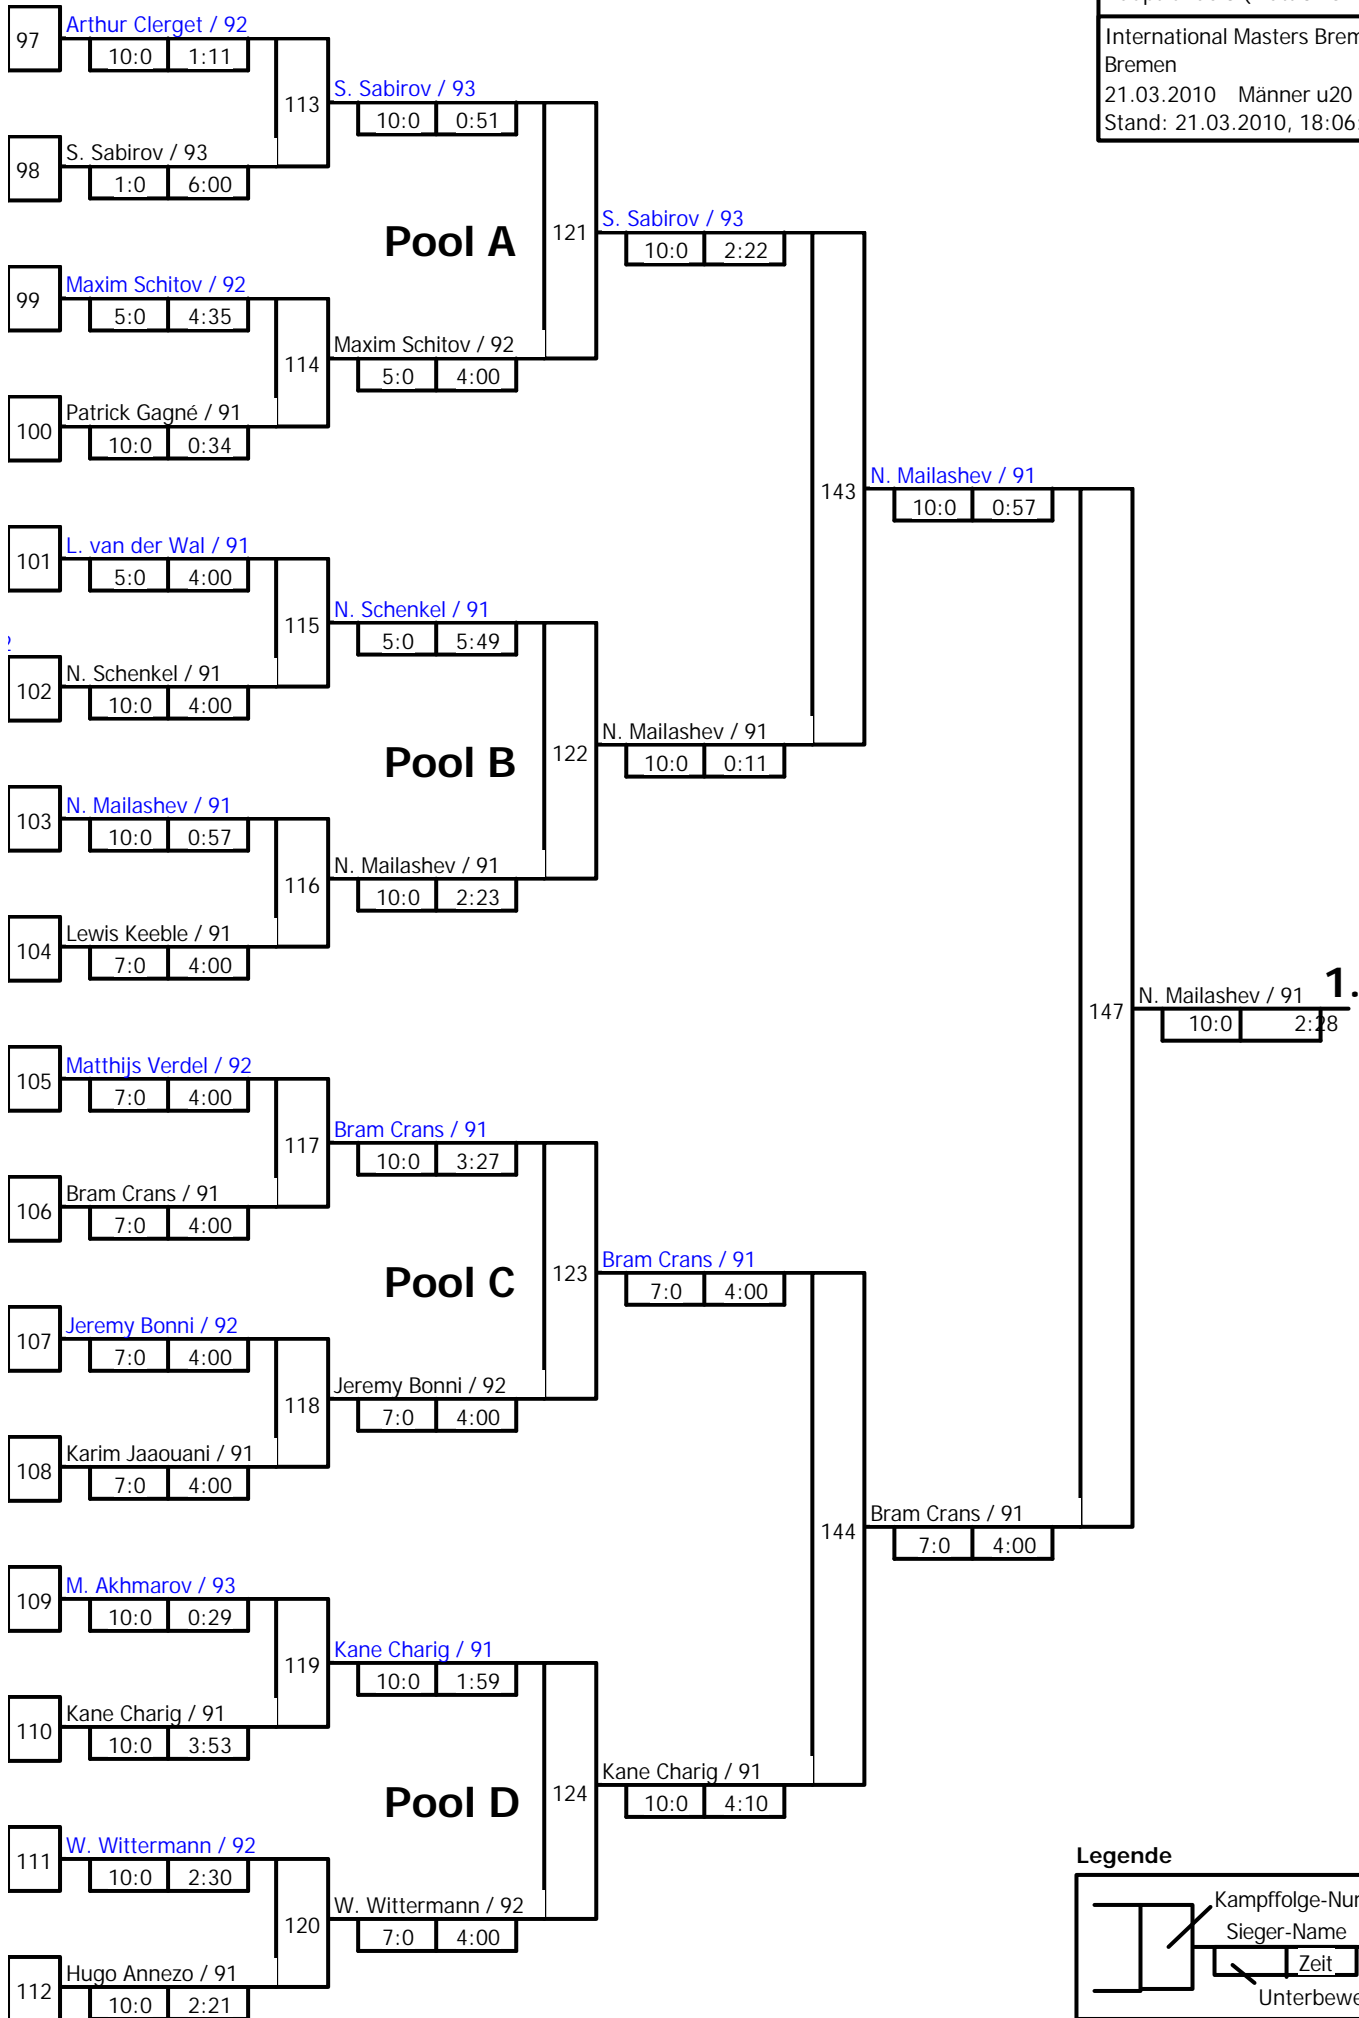 International Masters Brem
Bremen
21.03.2010 Männer u20
Stand: 21.03.2010, 18:06:
97
Arthur Clerget / 92
10:0 1:11
113
S. Sabirov / 93
10:0 0:51
98
S. Sabirov / 93
1:0 6:00
Pool A
121
S. Sabirov / 93
10:0 2:22
99
Maxim Schitov / 92
5:0 4:35
114
Maxim Schitov / 92
5:0 4:00
100
Patrick Gagné / 91
10:0 0:34
143
N. Mailashev / 91
10:0 0:57
101
L. van der Wal / 91
5:0 4:00
115
N. Schenkel / 91
5:0 5:49
102
N. Schenkel / 91
10:0 4:00
Pool B
122
N. Mailashev / 91
10:0 0:11
103
N. Mailashev / 91
10:0 0:57
116
N. Mailashev / 91
10:0 2:23
104
Lewis Keeble / 91
7:0 4:00
147
N. Mailashev / 91 1.
10:0 2:28
105
Matthijs Verdel / 92
7:0 4:00
117
Bram Crans / 91
10:0 3:27
106
Bram Crans / 91
7:0 4:00
Pool C
123
Bram Crans / 91
7:0 4:00
107
Jeremy Bonni / 92
7:0 4:00
118
Jeremy Bonni / 92
7:0 4:00
108
Karim Jaaouani / 91
7:0 4:00
144
Bram Crans / 91
7:0 4:00
109
M. Akhmarov / 93
10:0 0:29
119
Kane Charig / 91
10:0 1:59
110
Kane Charig / 91
10:0 3:53
Pool D
124
Kane Charig / 91
10:0 4:10
111
W. Wittermann / 92
10:0 2:30
120
W. Wittermann / 92
7:0 4:00
112
Hugo Annezo / 91
10:0 2:21
Legende
Kampffolge-Nur
Sieger-Name
Zeit
Unterbewe